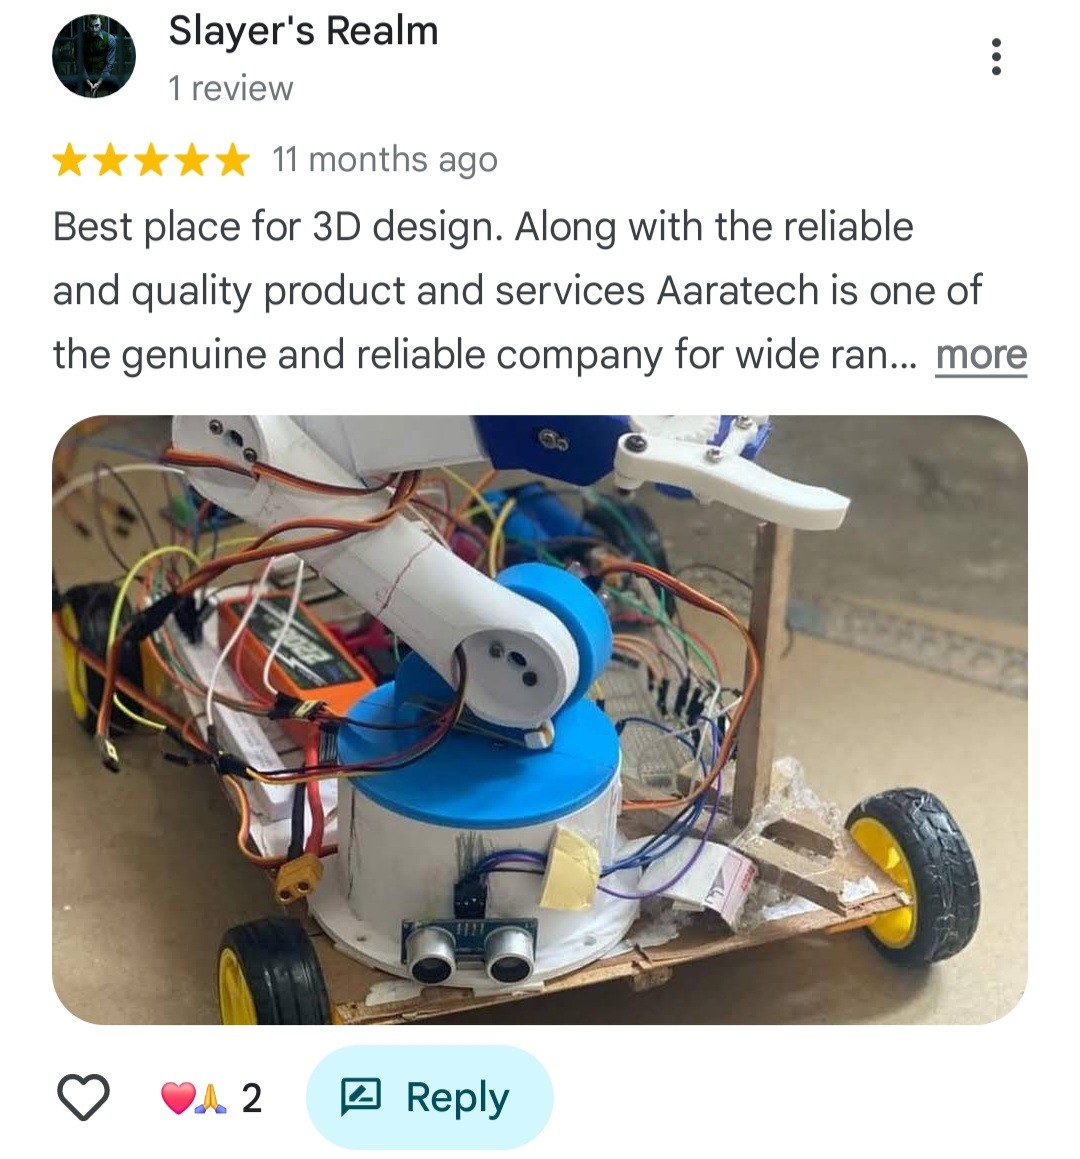 Slayer's Realm
1 review
11 months ago
Best place for 3D design. Along with the reliable
and quality product and services Aaratech is one of
the genuine and reliable company for wide ran... more
2
Reply